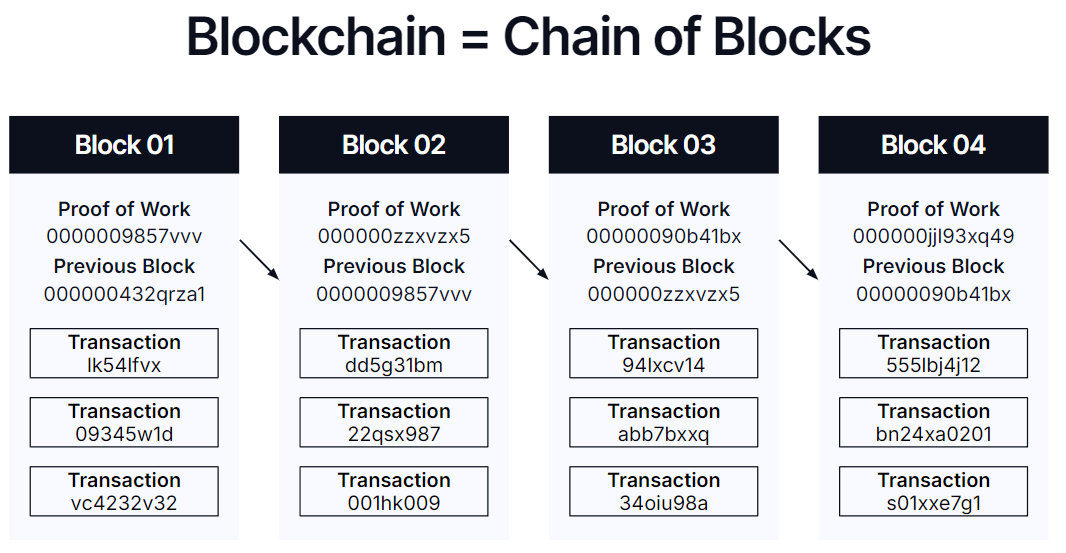 Blockchain = Chain of Blocks
Block 01
Proof of Work
0000009857vvv
Previous Block
000000432qrza1
Transaction
lk54lfvx
Transaction
09345w1d
Transaction
vc4232v32
Block 02
Proof of Work
000000zzxvzx5
Previous Block
0000009857vvv
Transaction
dd5g31bm
Transaction
22qsx987
Transaction
001hk009
Block 03
Proof of Work
00000090b41bx
Previous Block
000000zzxvzx5
Transaction
94lxcv14
Transaction
abb7bxxq
Transaction
34oiu98a
Block 04
Proof of Work
000000jjl93xq49
Previous Block
00000090b41bx
Transaction
555lbj4j12
Transaction
bn24xa0201
Transaction
s01xxe7g1